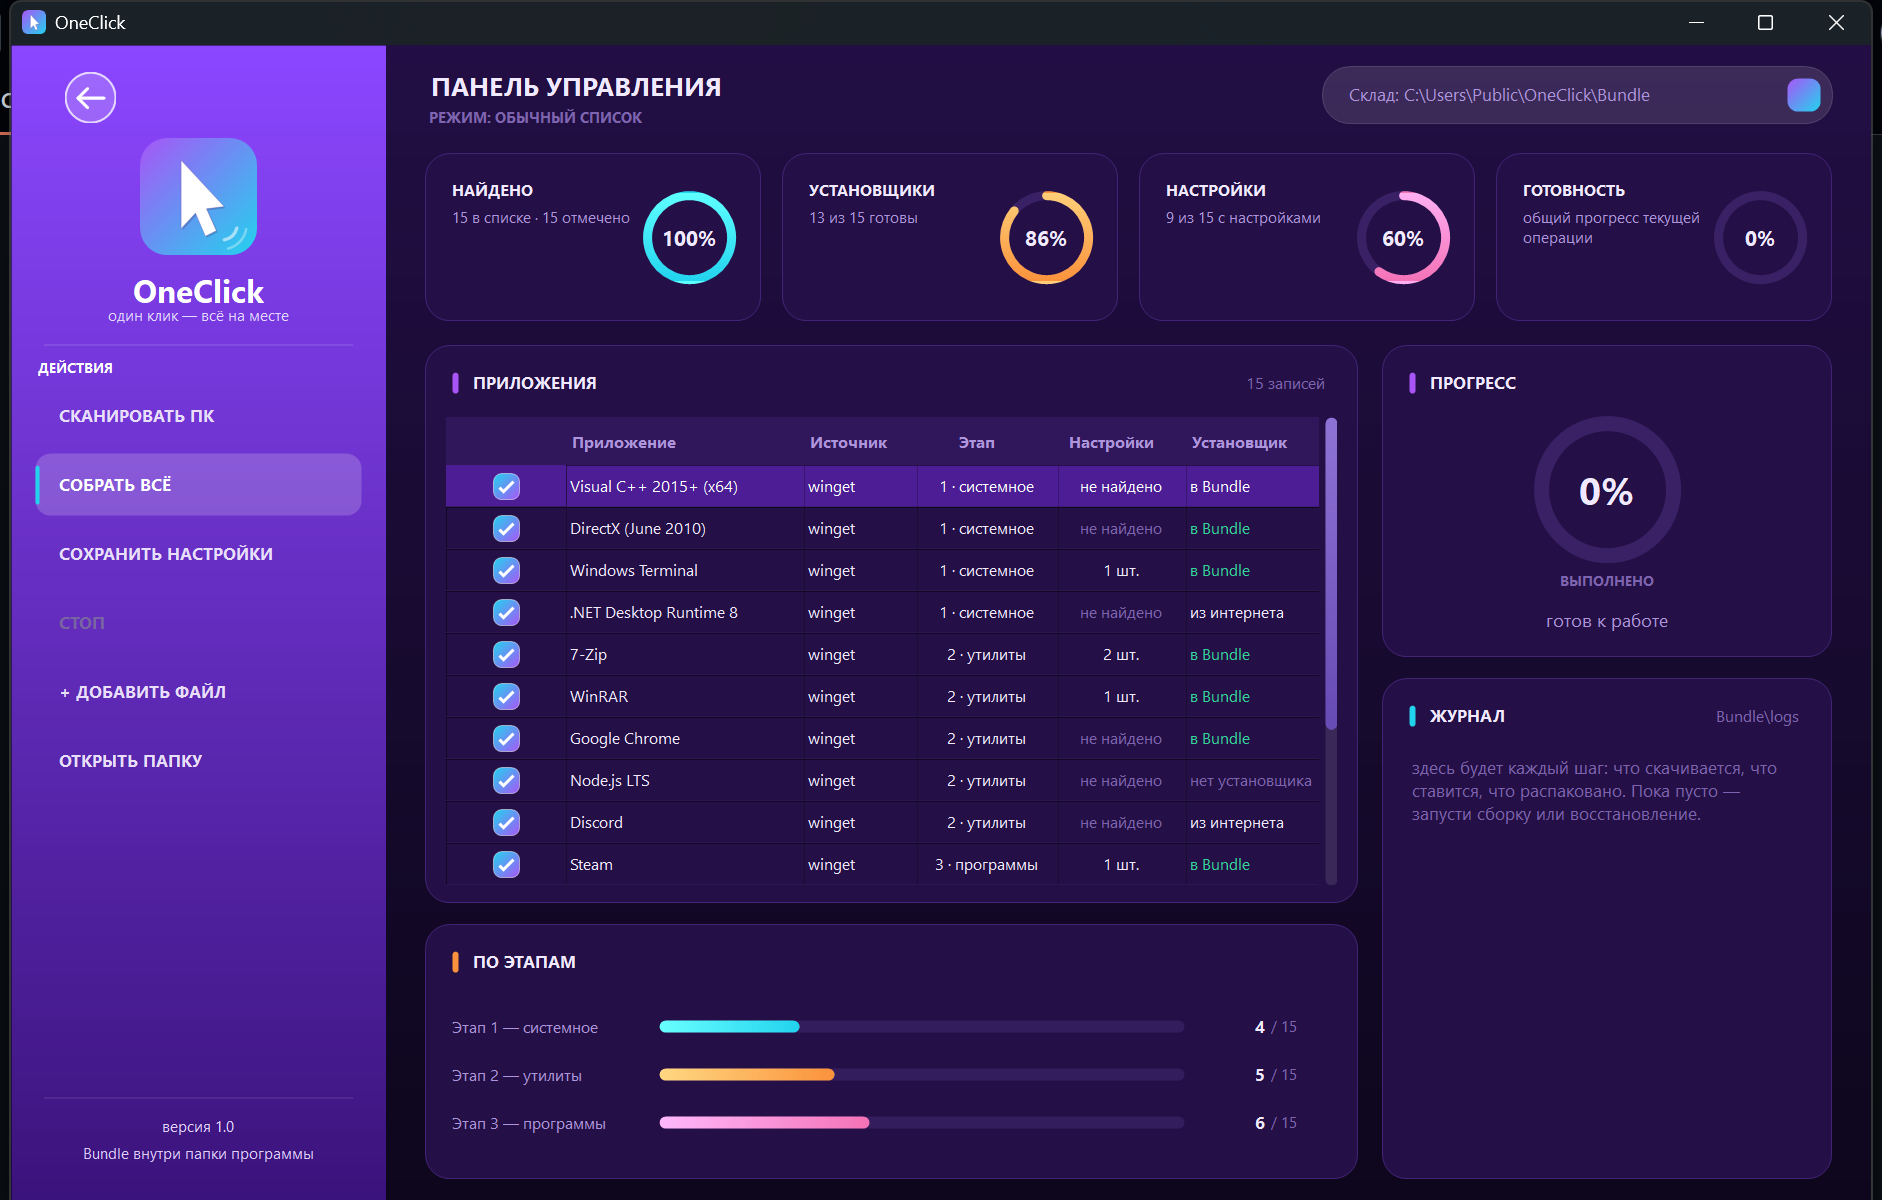 OneClick
OneClick
один клик — всё на месте
ДЕЙСТВИЯ
СКАНИРОВАТЬ ПК
СОБРАТЬ ВСЁ
СОХРАНИТЬ НАСТРОЙКИ
СТОП
+ ДОБАВИТЬ ФАЙЛ
ОТКРЫТЬ ПАПКУ
версия 1.0
Bundle внутри папки программы
ПАНЕЛЬ УПРАВЛЕНИЯ
РЕЖИМ: ОБЫЧНЫЙ СПИСОК
Склад: C:\Users\Public\OneClick\Bundle
НАЙДЕНО
15 в списке · 15 отмечено
100%
УСТАНОВЩИКИ
13 из 15 готовы
86%
НАСТРОЙКИ
9 из 15 с настройками
60%
ГОТОВНОСТЬ
общий прогресс текущей
операции
0%
ПРИЛОЖЕНИЯ 15 записей
Приложение Источник Этап Настройки Установщик
Visual C++ 2015+ (x64) winget 1 · системное не найдено в Bundle
DirectX (June 2010) winget 1 · системное не найдено в Bundle
Windows Terminal winget 1 · системное 1 шт. в Bundle
.NET Desktop Runtime 8 winget 1 · системное не найдено из интернета
7-Zip winget 2 · утилиты 2 шт. в Bundle
WinRAR winget 2 · утилиты 1 шт. в Bundle
Google Chrome winget 2 · утилиты не найдено в Bundle
Node.js LTS winget 2 · утилиты не найдено нет установщика
Discord winget 2 · утилиты не найдено из интернета
Steam winget 3 · программы 1 шт. в Bundle
ПО ЭТАПАМ
Этап 1 — системное 4 / 15
Этап 2 — утилиты 5 / 15
Этап 3 — программы 6 / 15
ПРОГРЕСС
0%
ВЫПОЛНЕНО
готов к работе
ЖУРНАЛ Bundle\logs
здесь будет каждый шаг: что скачивается, что
ставится, что распаковано. Пока пусто —
запусти сборку или восстановление.